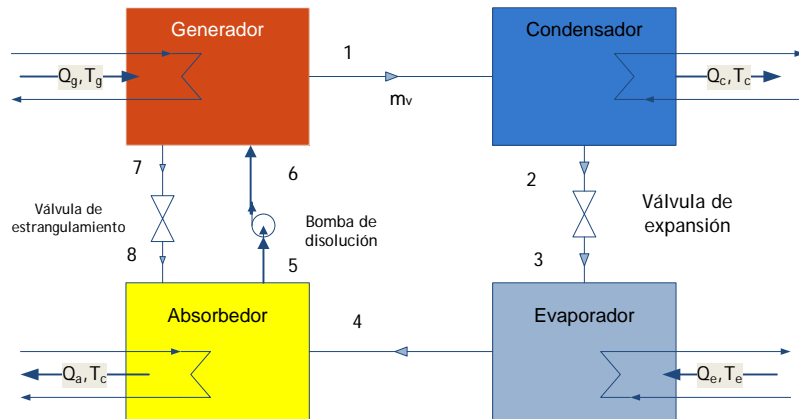 Generador
Condensador
1
Qg,Tg
Qc,Tc
mv
7
6
2
Válvula de
estrangulamiento
Bomba de
disolución
Válvula de
expansión
8
5
3
Absorbedor
4
Evaporador
Qa,Tc
Qe,Te